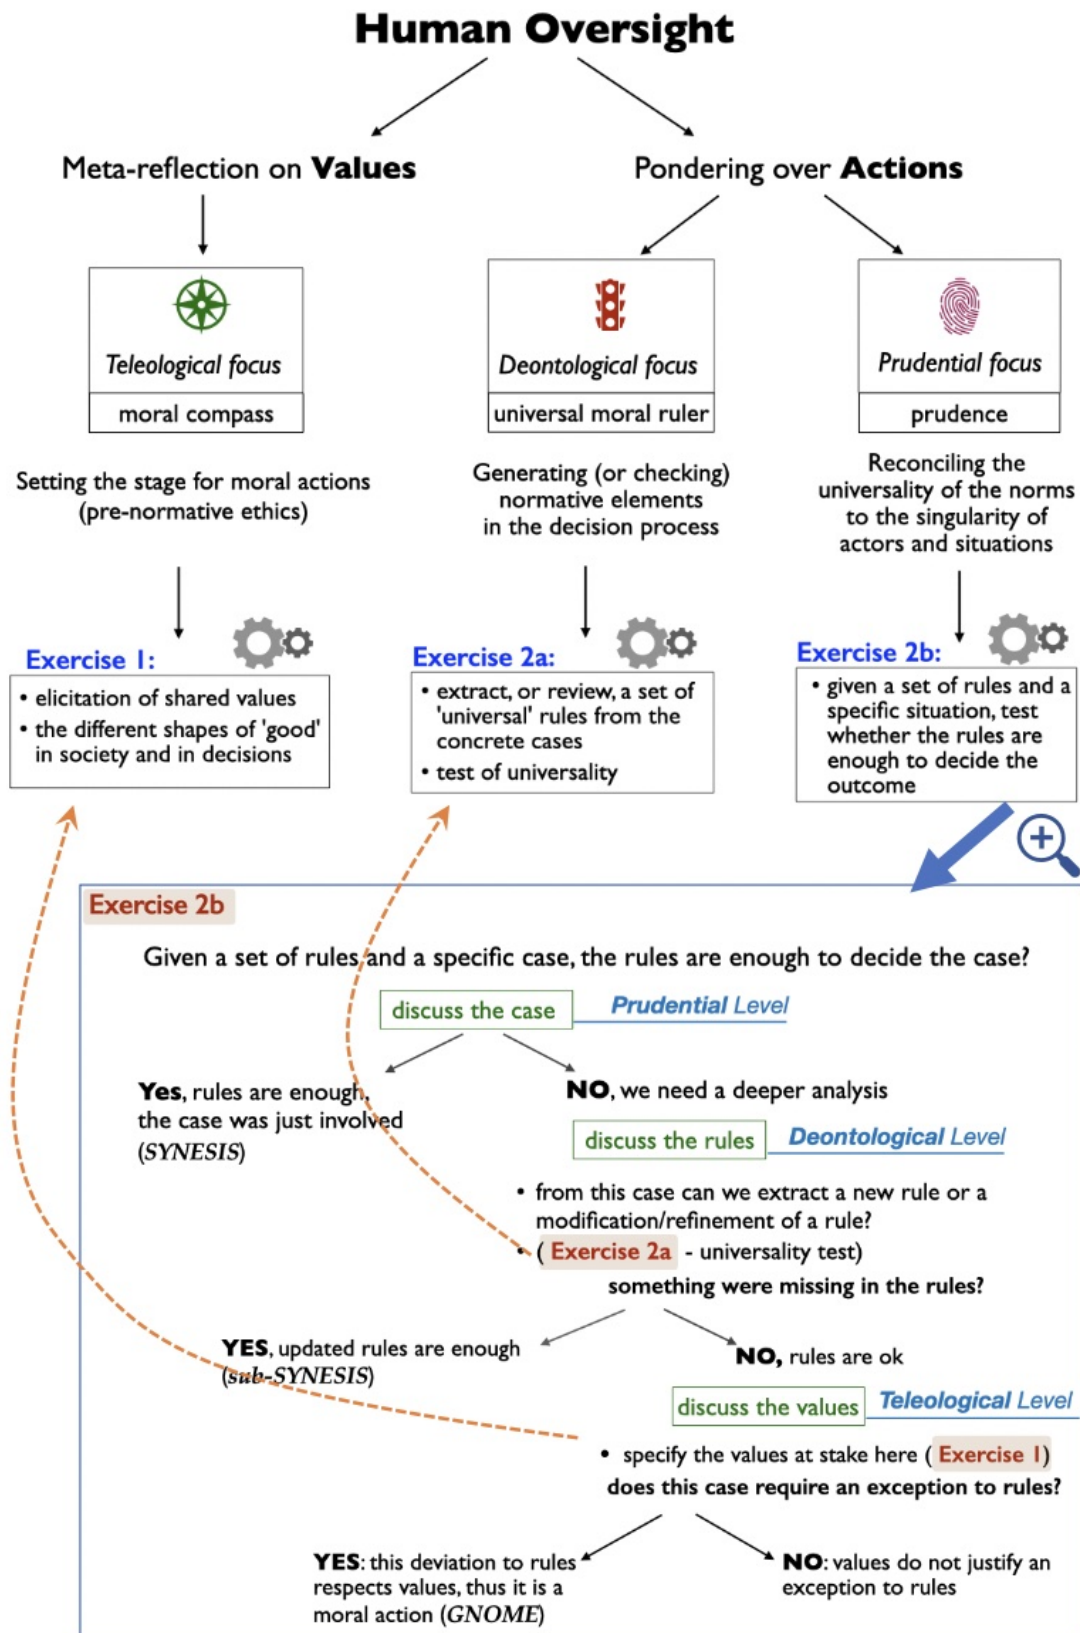 Human Oversight
Meta-reflection on Values
Pondering over Actions
Teleological focus
moral compass
Deontological focus
universal moral ruler
Prudential focus
prudence
Setting the stage for moral actions
(pre-normative ethics)
Generating (or checking)
normative elements
in the decision process
Reconciling the
universality of the norms
to the singularity of
actors and situations
Exercise 1:
• elicitation of shared values
• the different shapes of 'good'
in society and in decisions
Exercise 2a:
• extract, or review, a set of
'universal' rules from the
concrete cases
• test of universality
Exercise 2b:
• given a set of rules and a
specific situation, test
whether the rules are
enough to decide the
outcome
Exercise 2b
Given a set of rules and a specific case, the rules are enough to decide the case?
discuss the case
Prudential Level
Yes, rules are enough,
the case was just involved
(SYNESIS)
NO, we need a deeper analysis
discuss the rules
Deontological Level
• from this case can we extract a new rule or a
modification/refinement of a rule?
• ( Exercise 2a - universality test)
something were missing in the rules?
YES, updated rules are enough
(sub-SYNESIS)
NO, rules are ok
discuss the values
Teleological Level
• specify the values at stake here ( Exercise 1)
does this case require an exception to rules?
YES: this deviation to rules
respects values, thus it is a
moral action (GNOME)
NO: values do not justify an
exception to rules